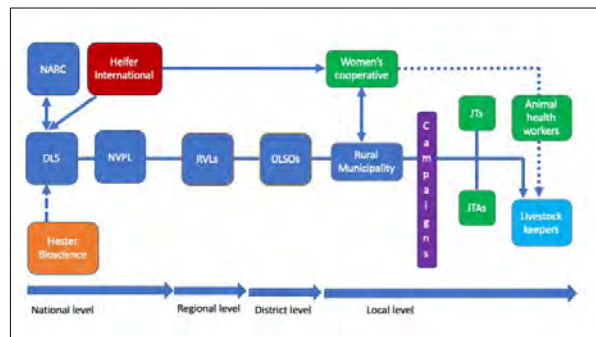 NARC
Heifer
International
Women's
cooperative
JTs
Animal
health
workers
DLS
NVPL
RVLs
DLSOs
Rural
Municipality
Campaigns
JTAs
Livestock
keepers
Hester
Bioscience
National level
Regional level
District level
Local level